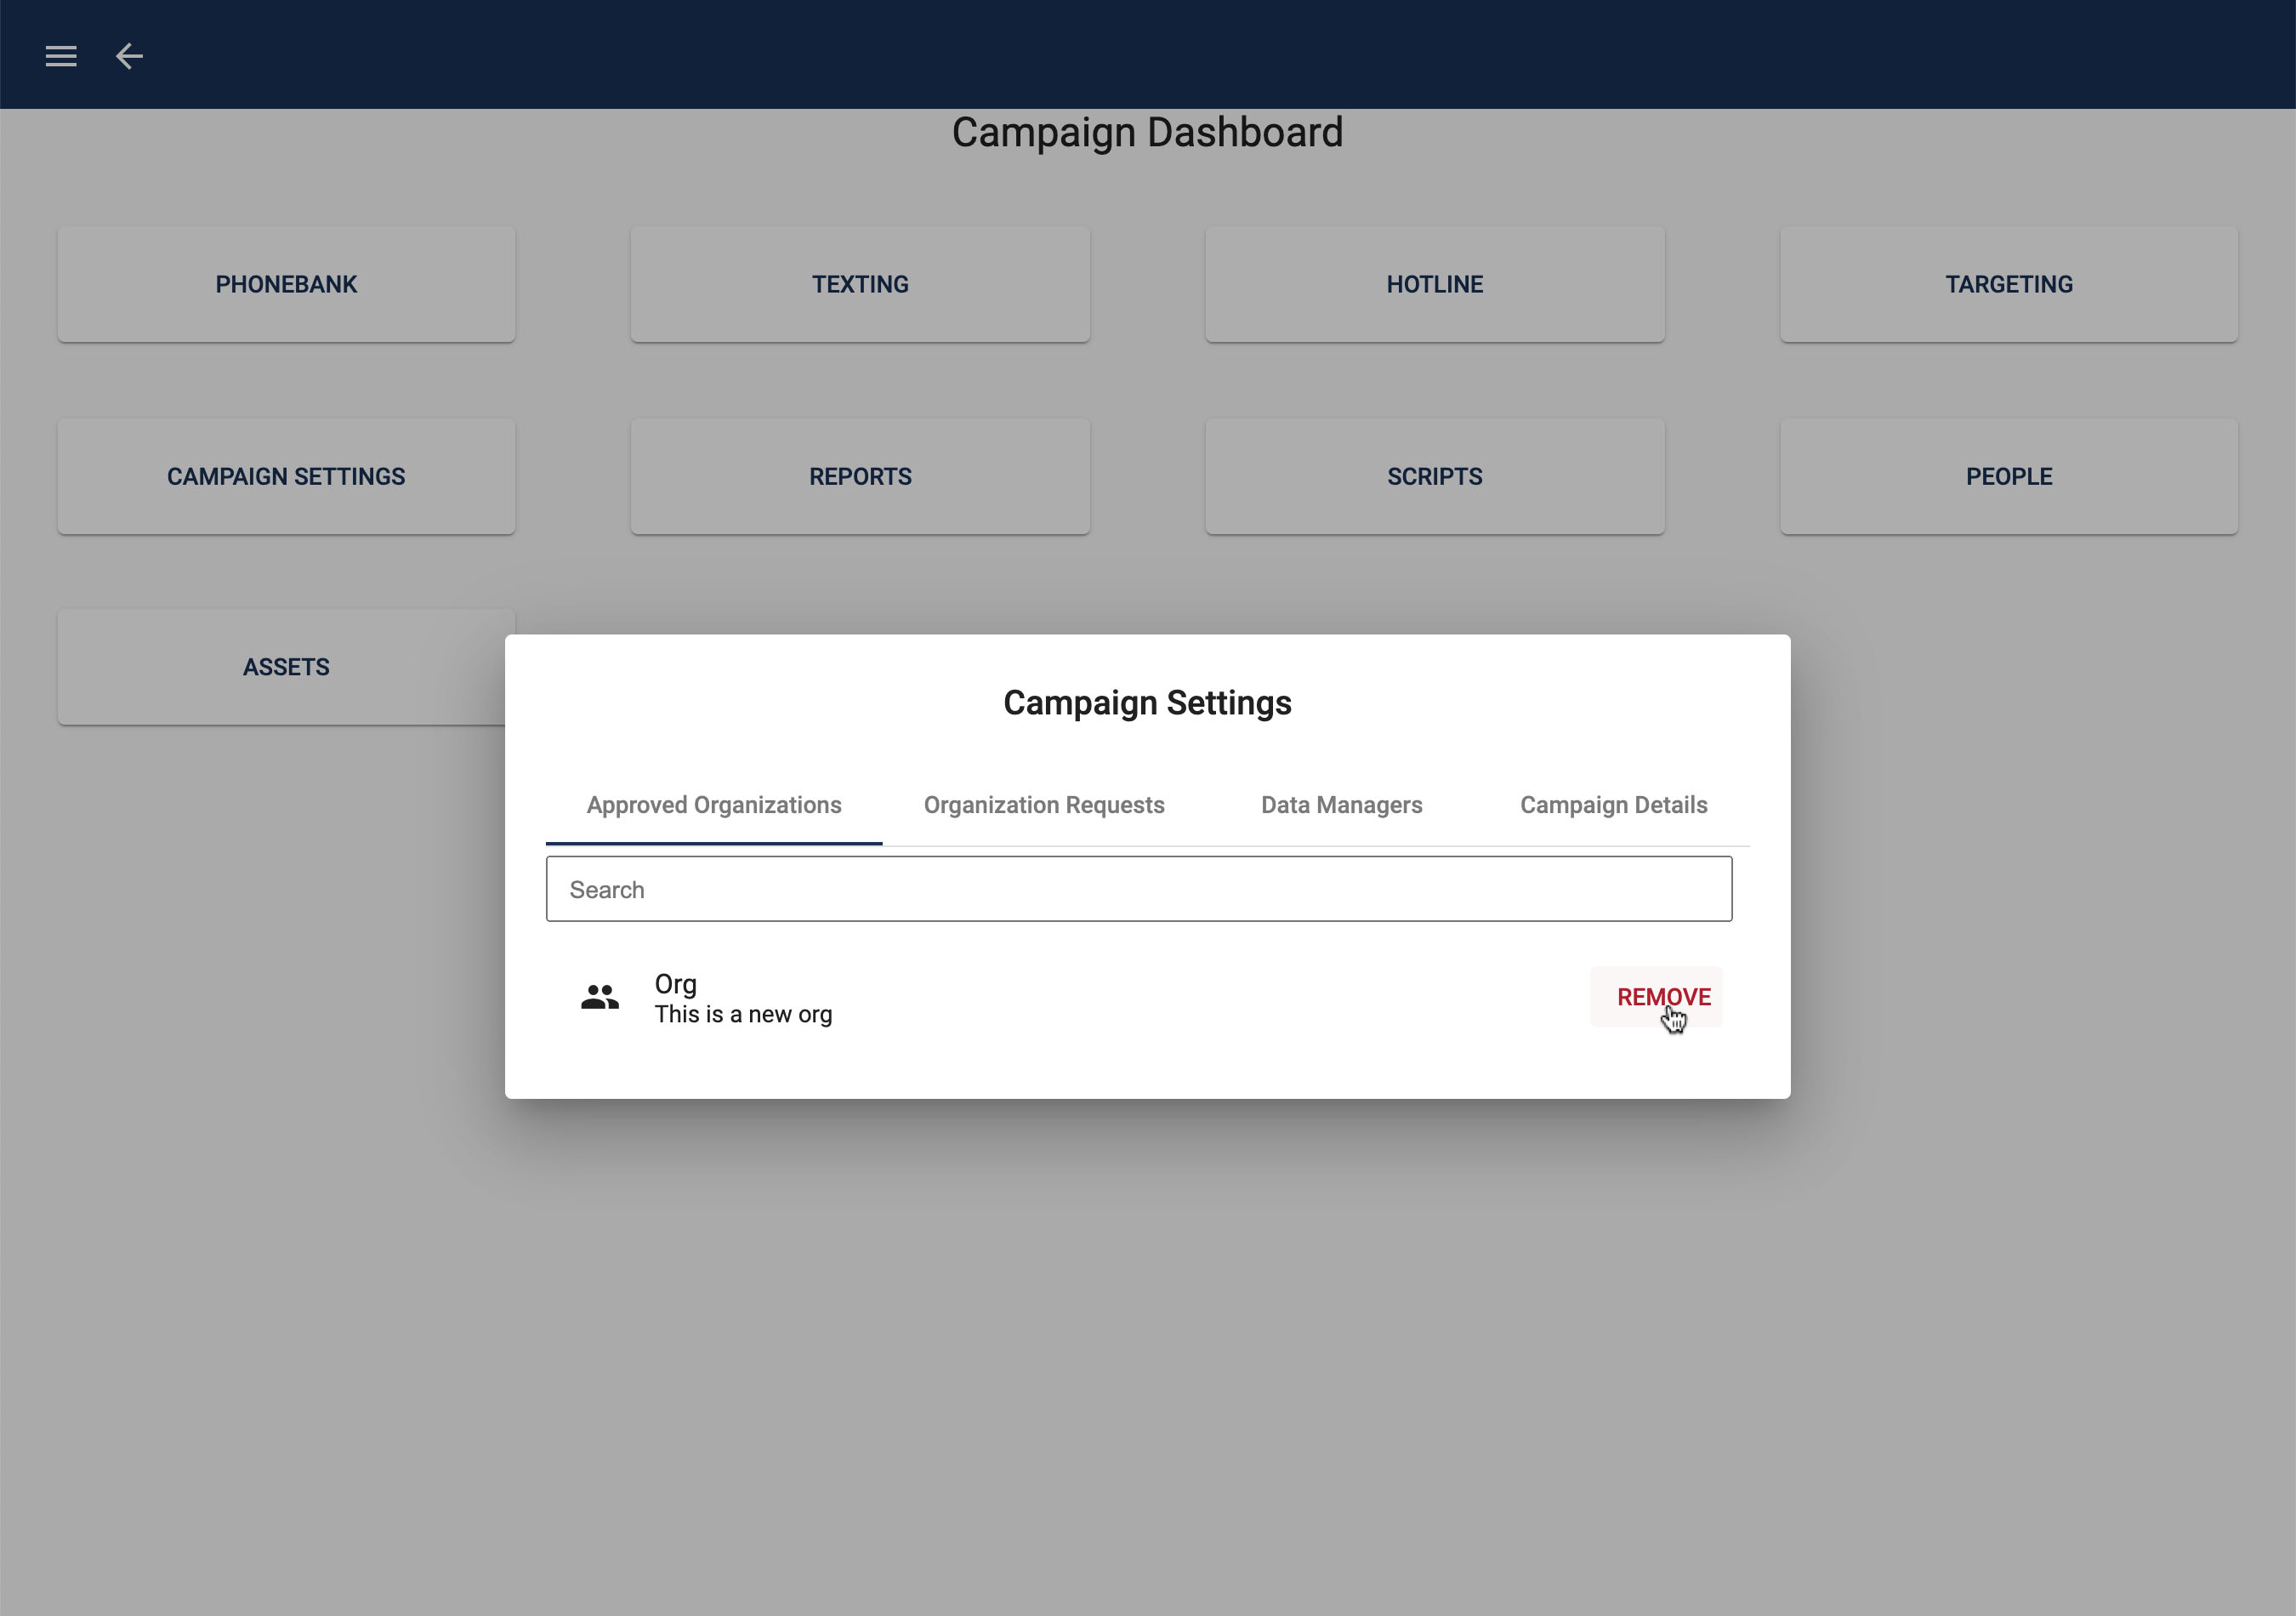 Campaign Dashboard
PHONEBANK
TEXTING
HOTLINE
TARGETING
CAMPAIGN SETTINGS
REPORTS
SCRIPTS
PEOPLE
ASSETS
Campaign Settings
Approved Organizations
Organization Requests
Data Managers
Campaign Details
Search
Org
This is a new org
REMOVE